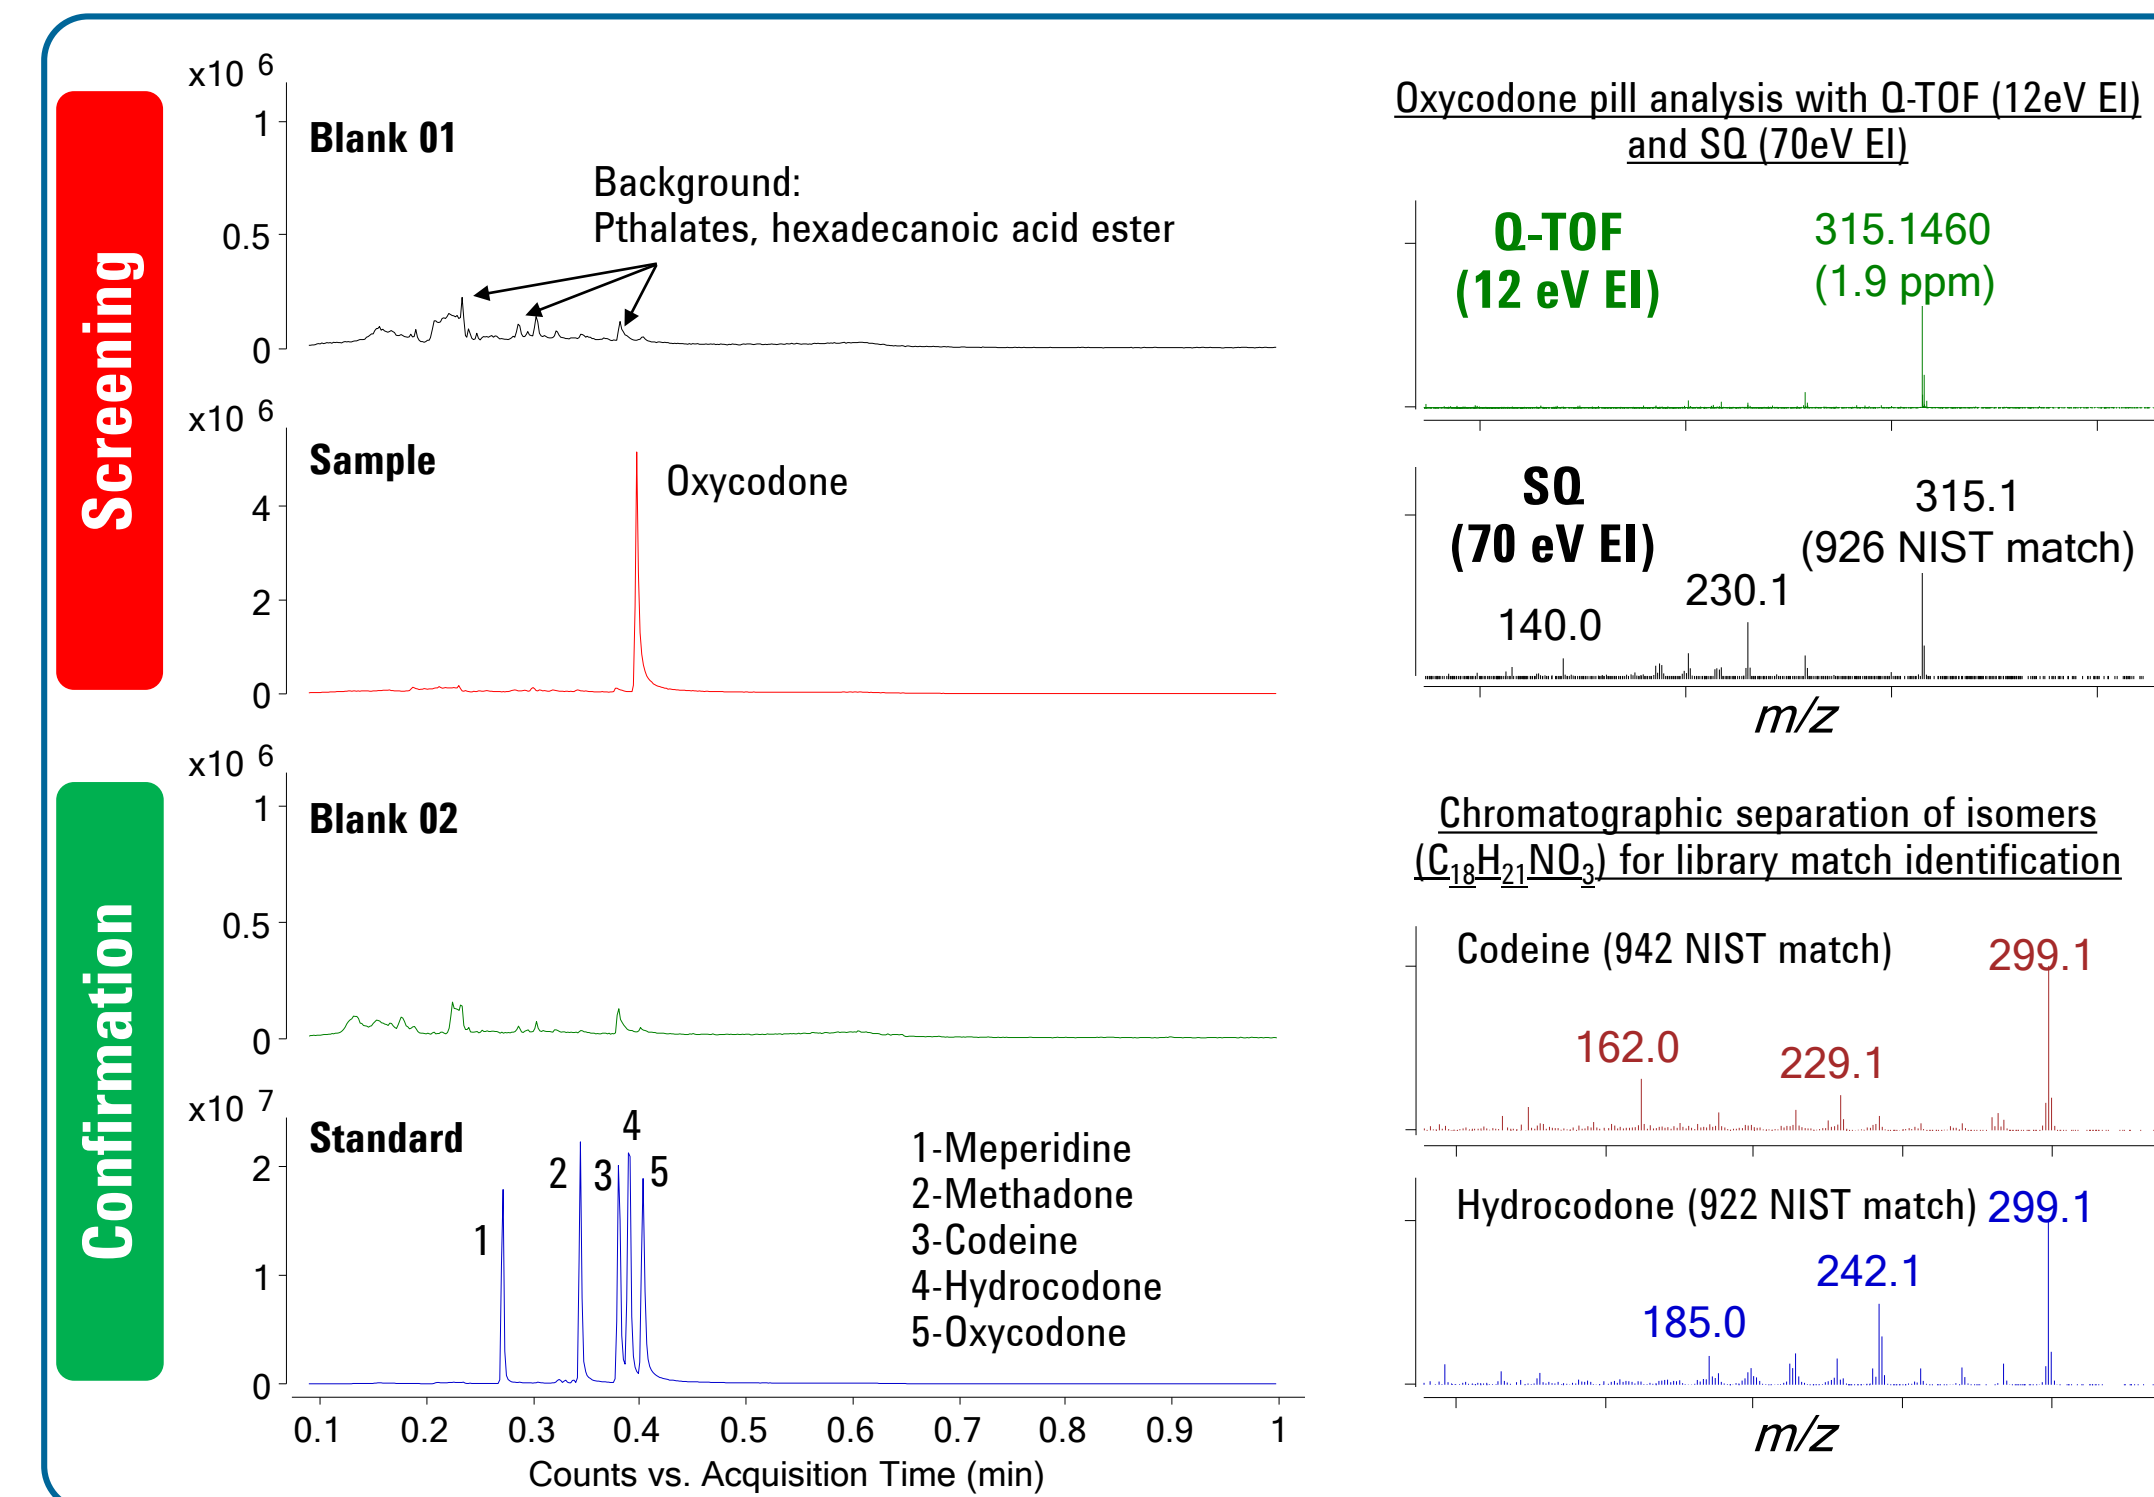 Screening
x10 6
1
0.5
0
Blank 01
Background:
Pthalates, hexadecanoic acid ester
x10 6
4
2
0
Sample
Oxycodone
Confirmation
x10 6
1
0.5
0
Blank 02
x10 7
2
1
0
Standard
1
2
3
4
5
1-Meperidine
2-Methadone
3-Codeine
4-Hydrocodone
5-Oxycodone
0.1 0.2 0.3 0.4 0.5 0.6 0.7 0.8 0.9 1
Counts vs. Acquisition Time (min)
Oxycodone pill analysis with Q-TOF (12eV EI)
and SQ (70eV EI)
Q-TOF
(12 eV EI)
315.1460
(1.9 ppm)
SQ
(70 eV EI)
315.1
(926 NIST match)
230.1
140.0
m/z
Chromatographic separation of isomers
(C18H21NO3) for library match identification
Codeine (942 NIST match)
299.1
162.0
229.1
Hydrocodone (922 NIST match)
299.1
242.1
185.0
m/z